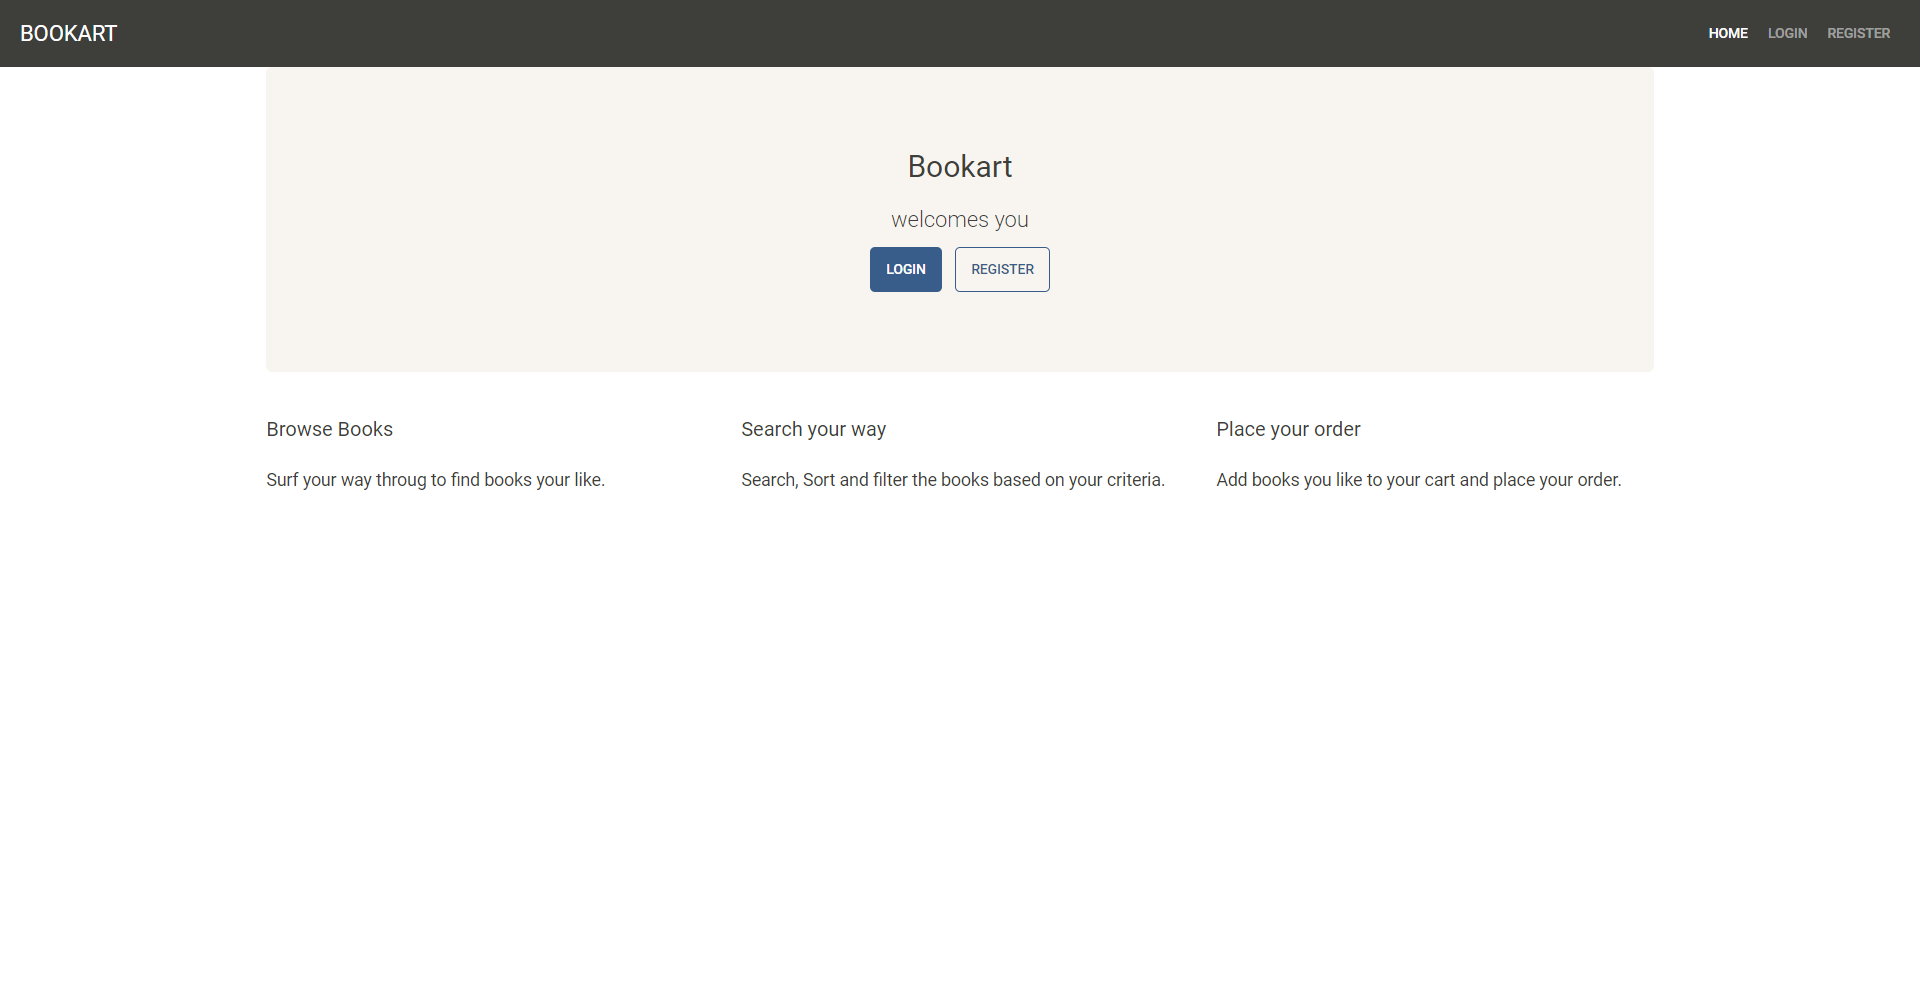 BOOKART
HOME LOGIN REGISTER
Bookart
welcomes you
LOGIN REGISTER
Browse Books
Surf your way throug to find books your like.
Search your way
Search, Sort and filter the books based on your criteria.
Place your order
Add books you like to your cart and place your order.